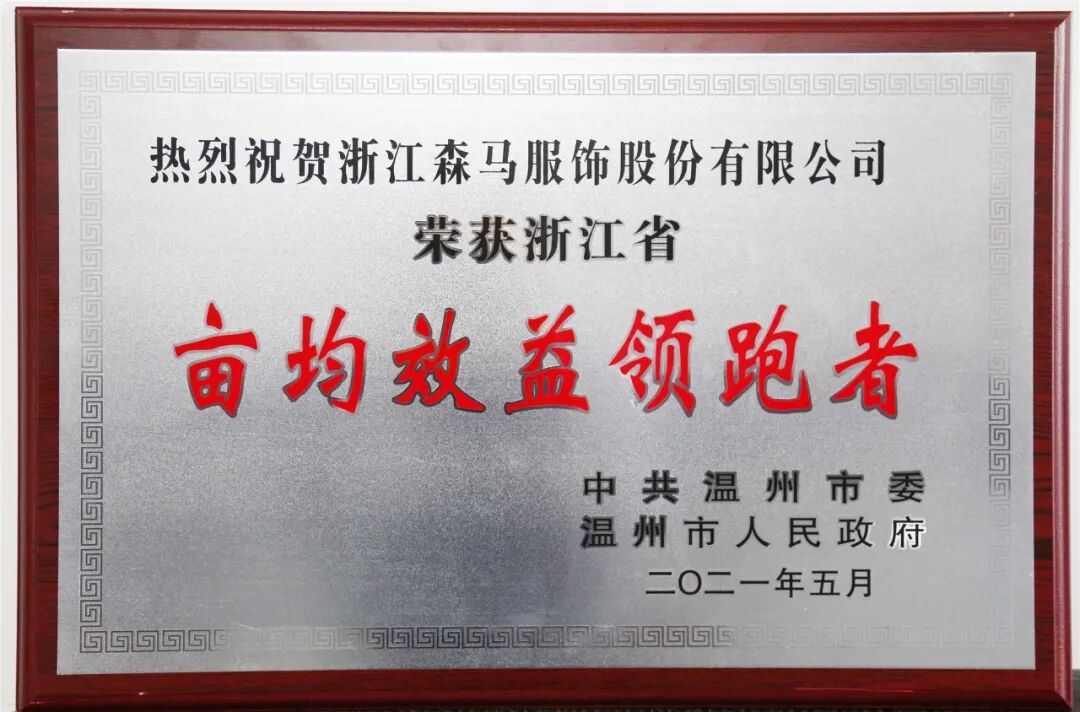 热烈祝贺浙江森马服饰股份有限公司
荣获浙江省
亩均效益领跑者
中共温州市委
温州市人民政府
二〇二一年五月